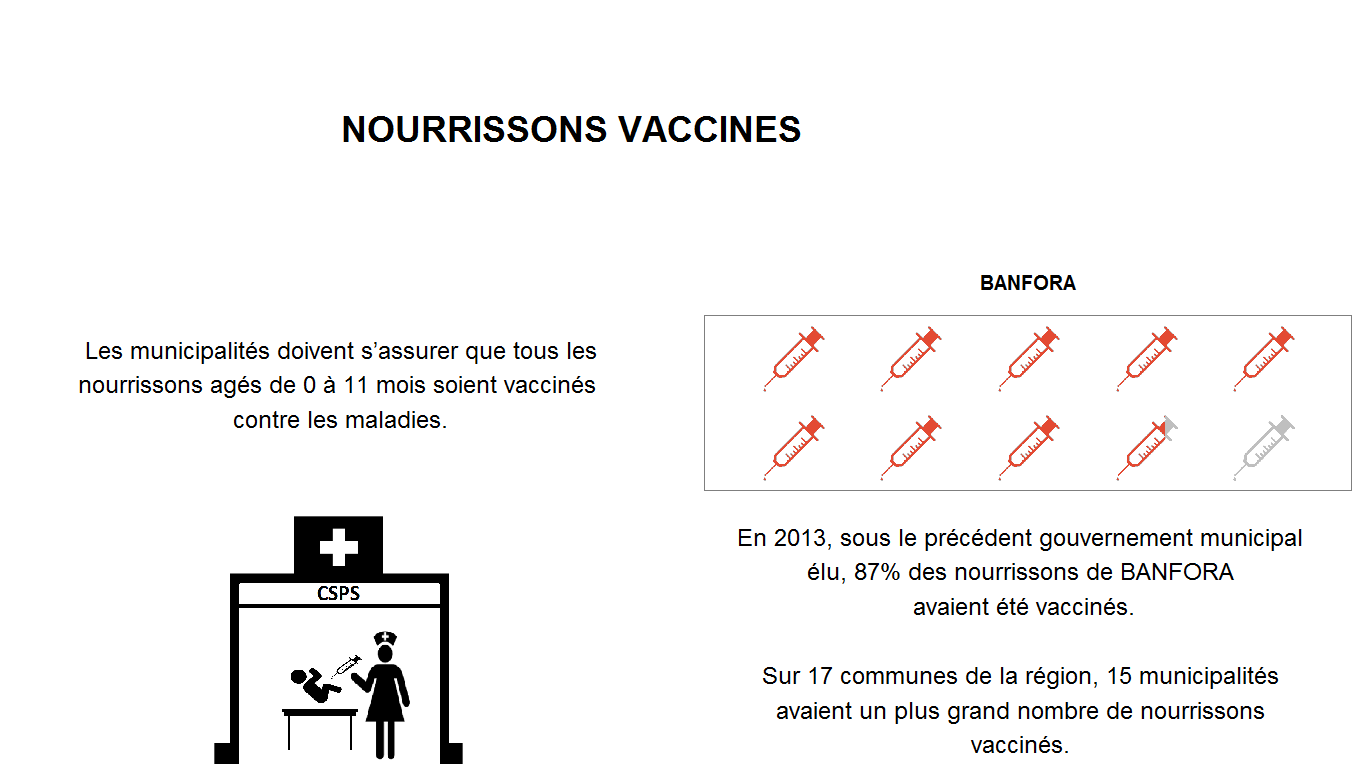 NOURRISSONS VACCINES
Les municipalités doivent s’assurer que tous les
nourrissons agés de 0 à 11 mois soient vaccinés
contre les maladies.
CSPS
BANFORA
En 2013, sous le précédent gouvernement municipal
élu, 87% des nourrissons de BANFORA
avaient été vaccinés.
Sur 17 communes de la région, 15 municipalités
avaient un plus grand nombre de nourrissons
vaccinés.